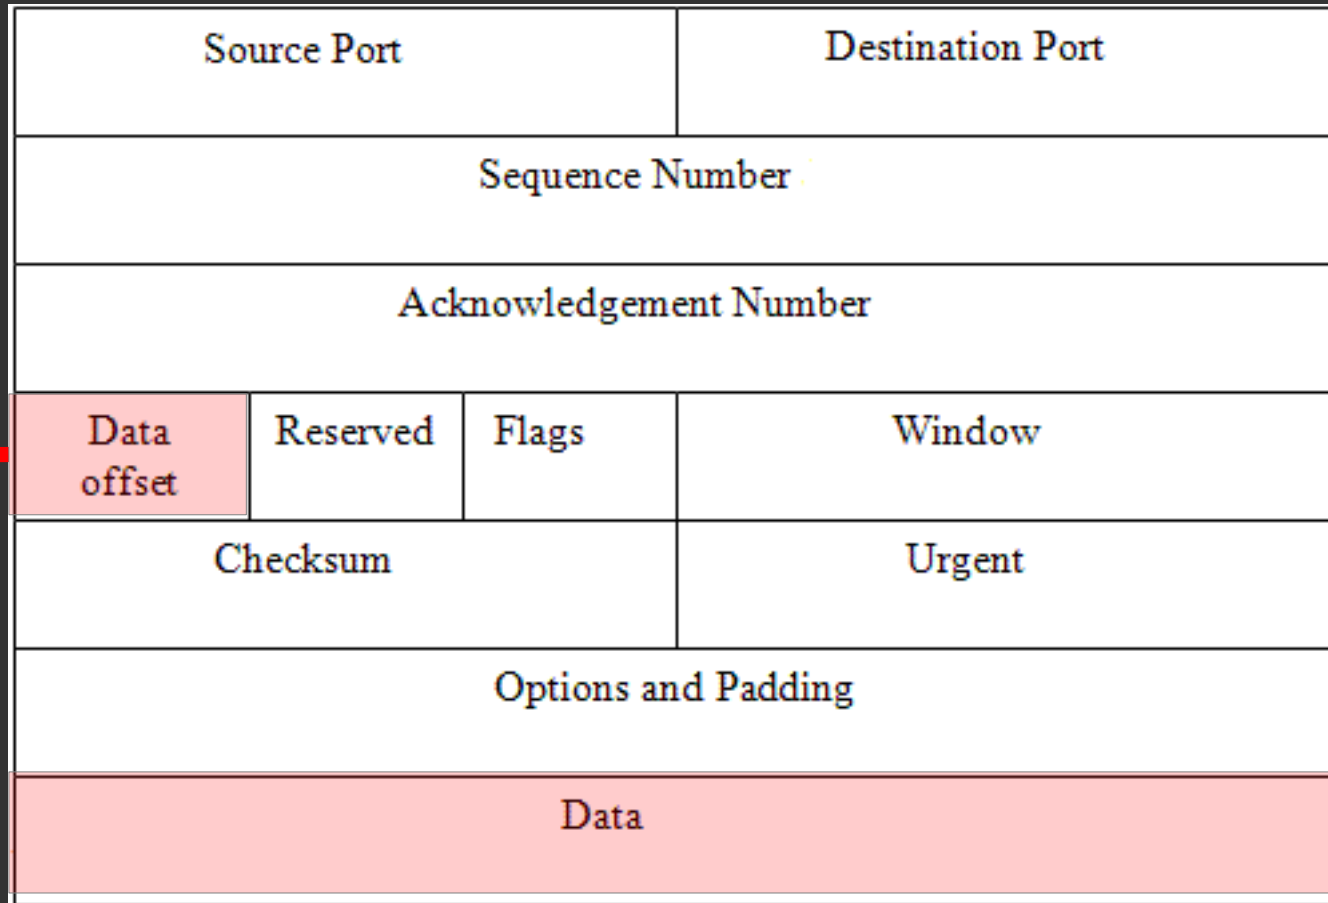 Source Port
Destination Port
Sequence Number
Acknowledgement Number
Data
offset
Reserved
Flags
Window
Checksum
Urgent
Options and Padding
Data